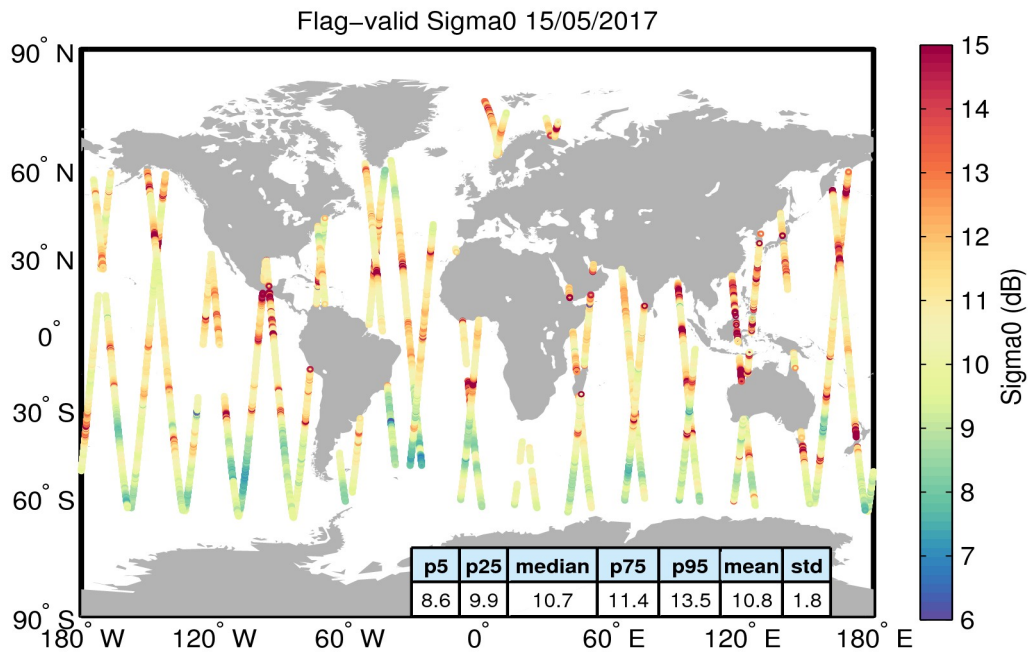 Flag−valid Sigma0 15/05/2017
90° N
60° N
30° N
0°
30° S
60° S
90° S
180° W
120° W
60° W
0°
60° E
120° E
180° E
p5 p25 median p75 p95 mean std
8.6 9.9 10.7 11.4 13.5 10.8 1.8
15
14
13
12
11
10
9
8
7
6
Sigma0 (dB)